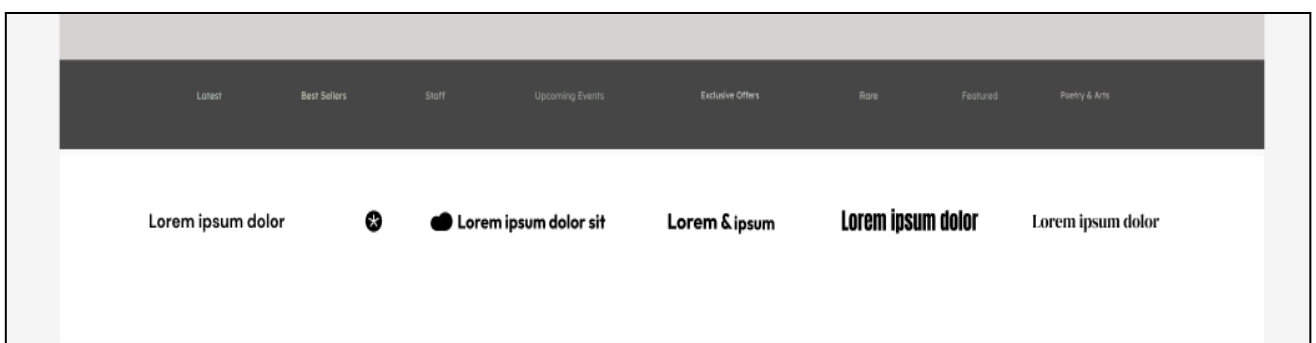 Latest Best Sellers Staff Upcoming Events Exclusive Offers Rare Featured Poetry & Arts
Lorem ipsum dolor Lorem ipsum dolor sit Lorem & ipsum Lorem ipsum dolor Lorem ipsum dolor